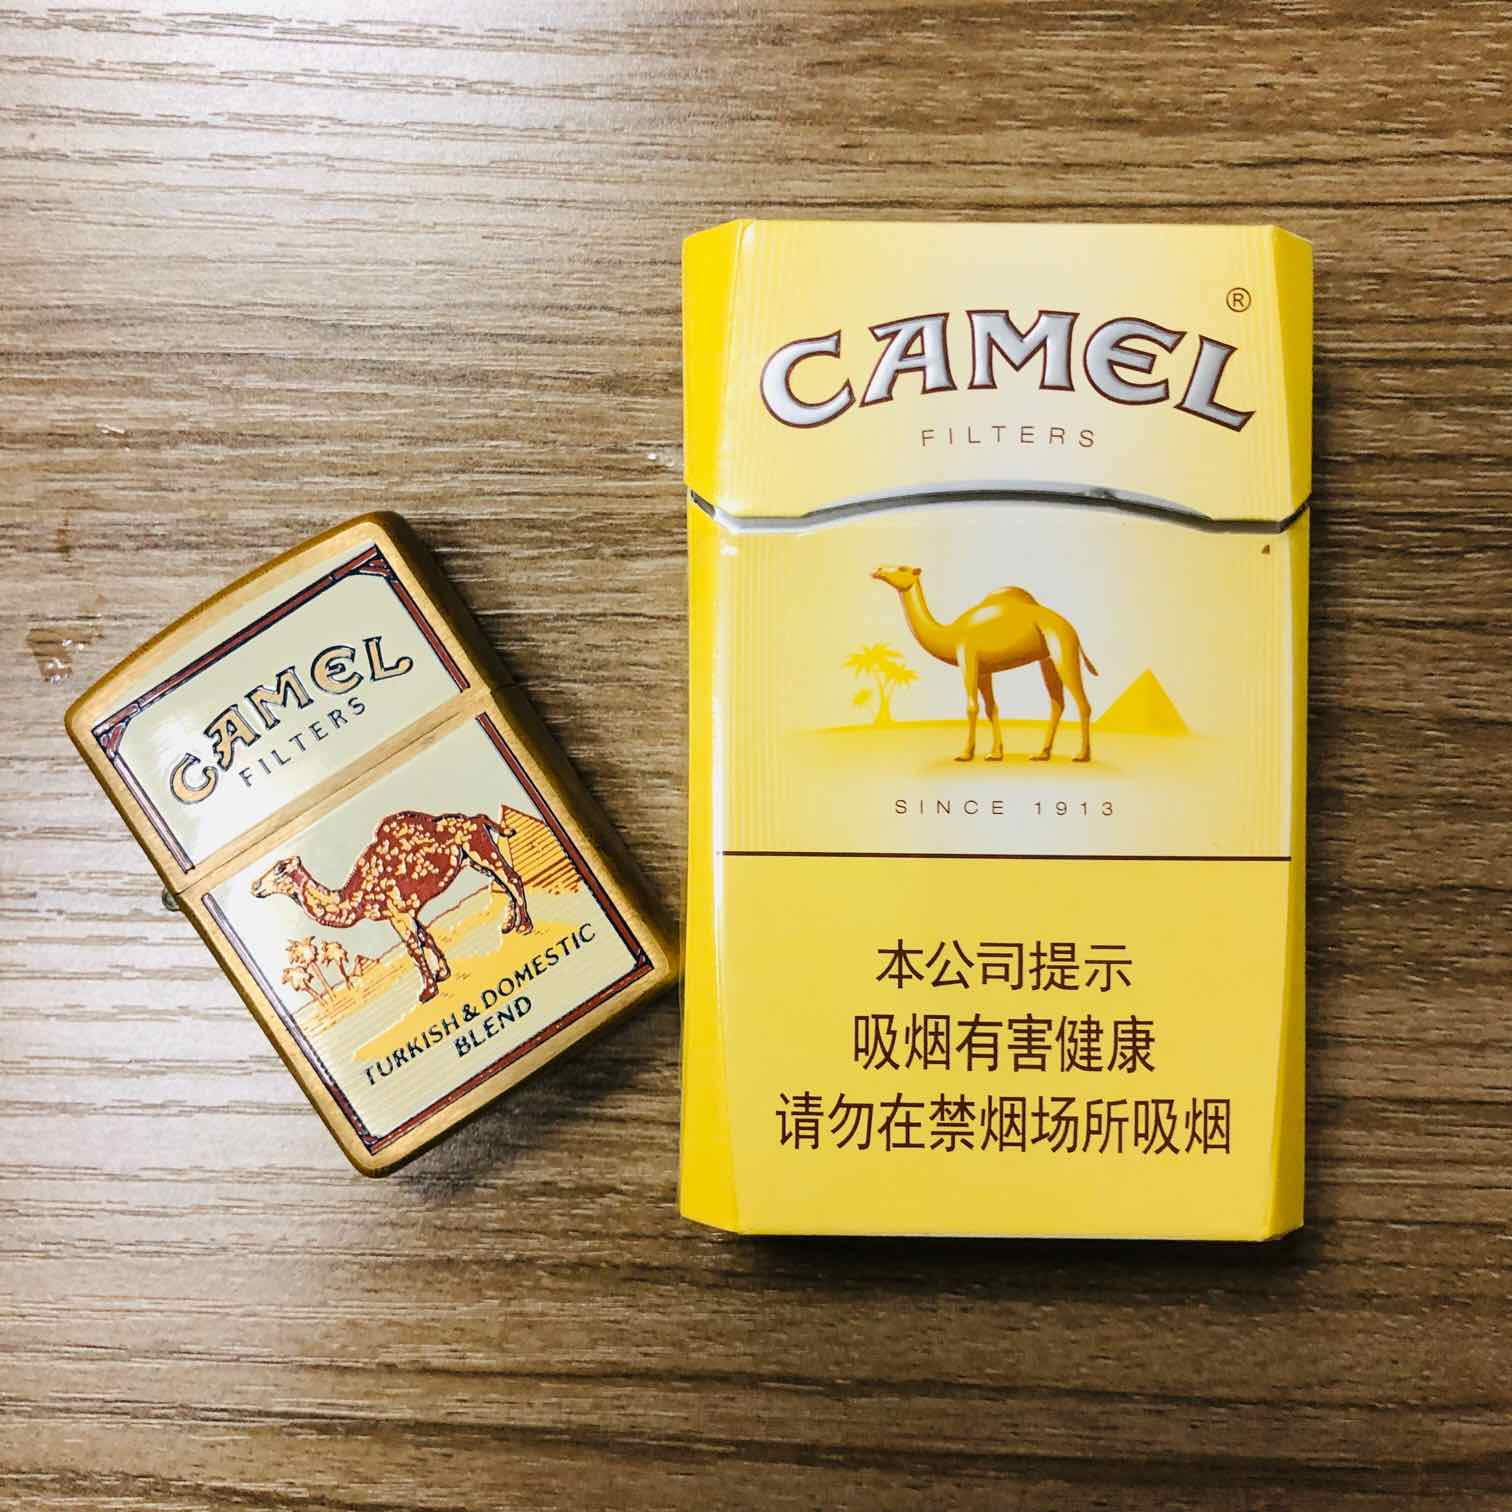 CAMEL
FILTERS
TURKISH & DOMESTIC
BLEND
CAMEL®
FILTERS
SINCE 1913
本公司提示
吸烟有害健康
请勿在禁烟场所吸烟